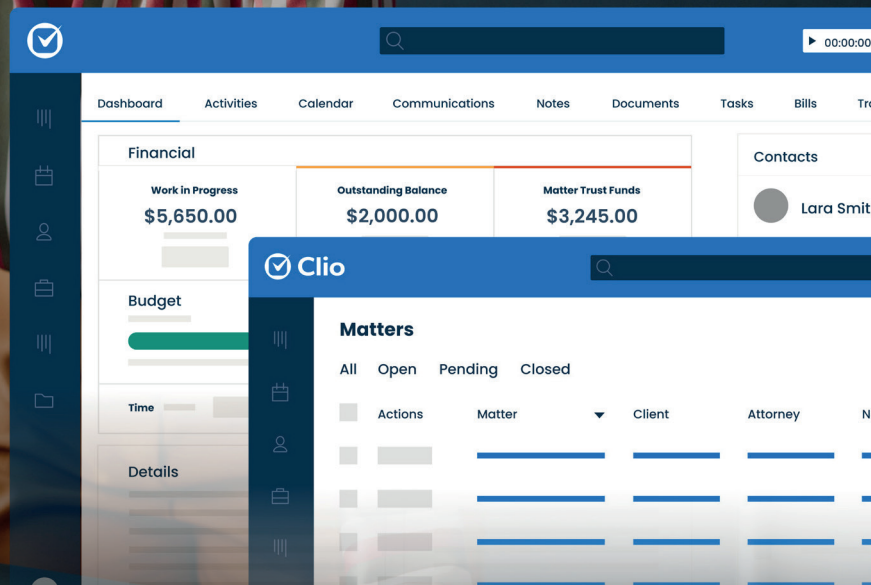 00:00:00
Dashboard Activities Calendar Communications Notes Documents Tasks Bills
Financial
Contacts
Work in Progress Outstanding Balance Matter Trust Funds
$5,650.00 $2,000.00 $3,245.00
Lara Smit
Clio
Budget
Matters
All Open Pending Closed
Time
Actions Matter Client Attorney
Details